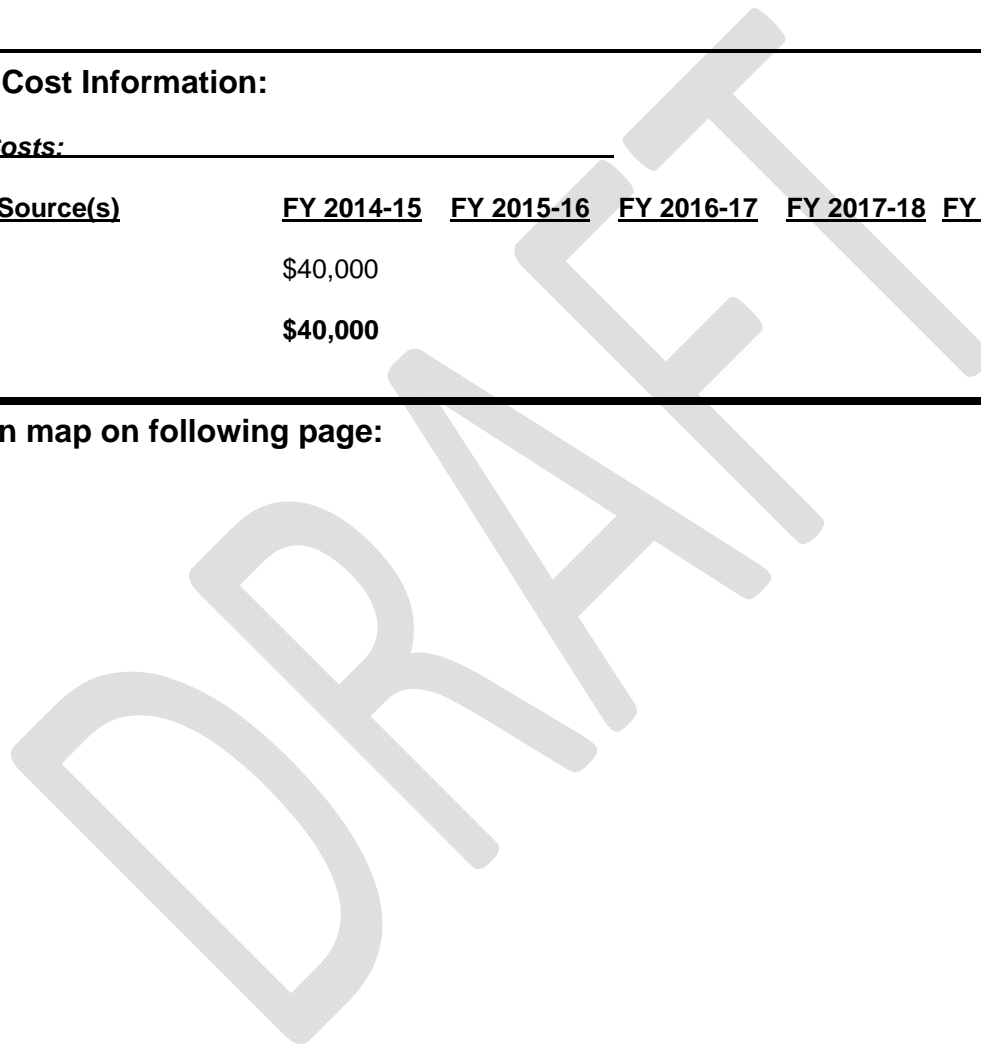 Cost Information:
Costs:
Source(s) FY 2014-15 FY 2015-16 FY 2016-17 FY 2017-18 FY
$40,000
$40,000
n map on following page:
DRAFT